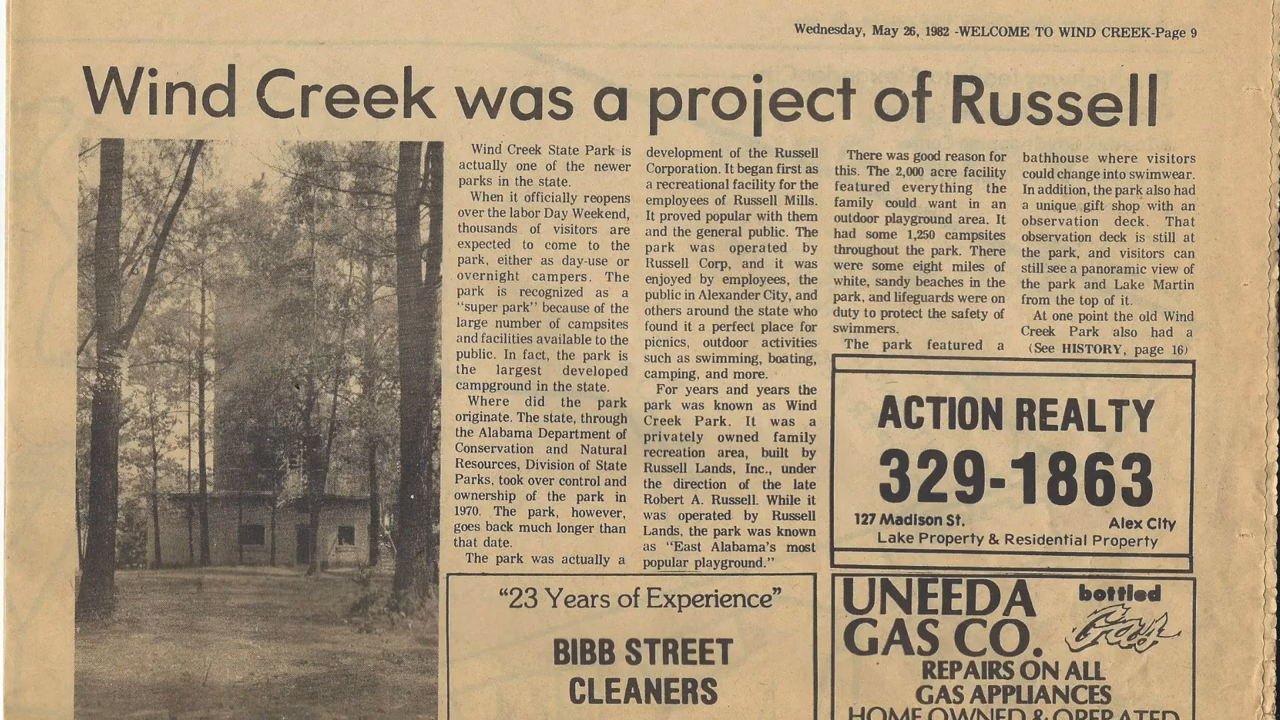 Wednesday, May 26, 1982 -WELCOME TO WIND CREEK-Page 9
Wind Creek was a project of Russell
Wind Creek State Park is
actually one of the newer
parks in the state.
When it officially reopens
over the labor Day Weekend,
thousands of visitors are
expected to come to the
park, either as day-use or
overnight campers. The
park is recognized as a
"super park" because of the
large number of campsites
and facilities available to the
public. In fact, the park is
the largest developed
campground in the state.
Where did the park
originate. The state, through
the Alabama Department of
Conservation and Natural
Resources, Division of State
Parks, took over control and
ownership of the park in
1970. The park, however,
goes back much longer than
that date.
The park was actually a
development of the Russell
Corporation. It began first as
a recreational facility for the
employees of Russell Mills.
It proved popular with them
and the general public. The
park was operated by
Russell Corp, and it was
enjoyed by employees, the
public in Alexander City, and
others around the state who
found it a perfect place for
picnics, outdoor activities
such as swimming, boating,
camping, and more.
For years and years the
park was known as Wind
Creek Park. It was a
privately owned family
recreation area, built by
Russell Lands, Inc., under
the direction of the late
Robert A. Russell. While it
was operated by Russell
Lands, the park was known
as "East Alabama's most
popular playground."
There was good reason for
this. The 2,000 acre facility
featured everything the
family could want in an
outdoor playground area. It
had some 1,250 campsites
throughout the park. There
were some eight miles of
white, sandy beaches in the
park, and lifeguards were on
duty to protect the safety of
swimmers.
The park featured a
bathhouse where visitors
could change into swimwear.
In addition, the park also had
a unique gift shop with an
observation deck. That
observation deck is still at
the park, and visitors can
still see a panoramic view of
the park and Lake Martin
from the top of it.
At one point the old Wind
Creek Park also had a
(See HISTORY, page 16)
ACTION REALTY
329-1863
127 Madison St. Alex City
Lake Property & Residential Property
"23 Years of Experience"
BIBB STREET
CLEANERS
UNEEDA
GAS CO.
bottled
REPAIRS ON ALL
GAS APPLIANCES
HOME OWNED & OPERATED